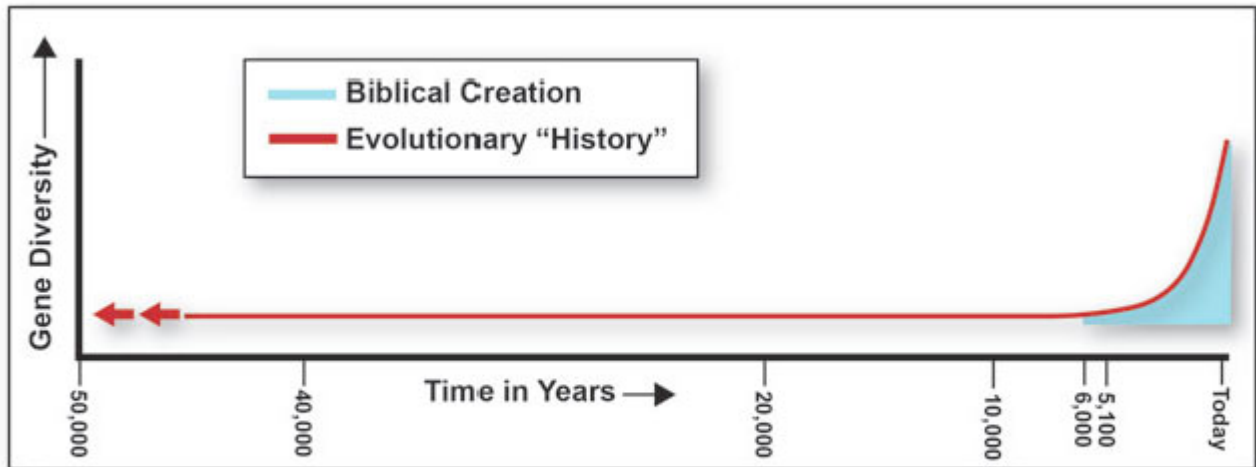 Gene Diversity
Biblical Creation
Evolutionary “History”
Time in Years
50,000
40,000
20,000
10,000
6,000
5,100
Today